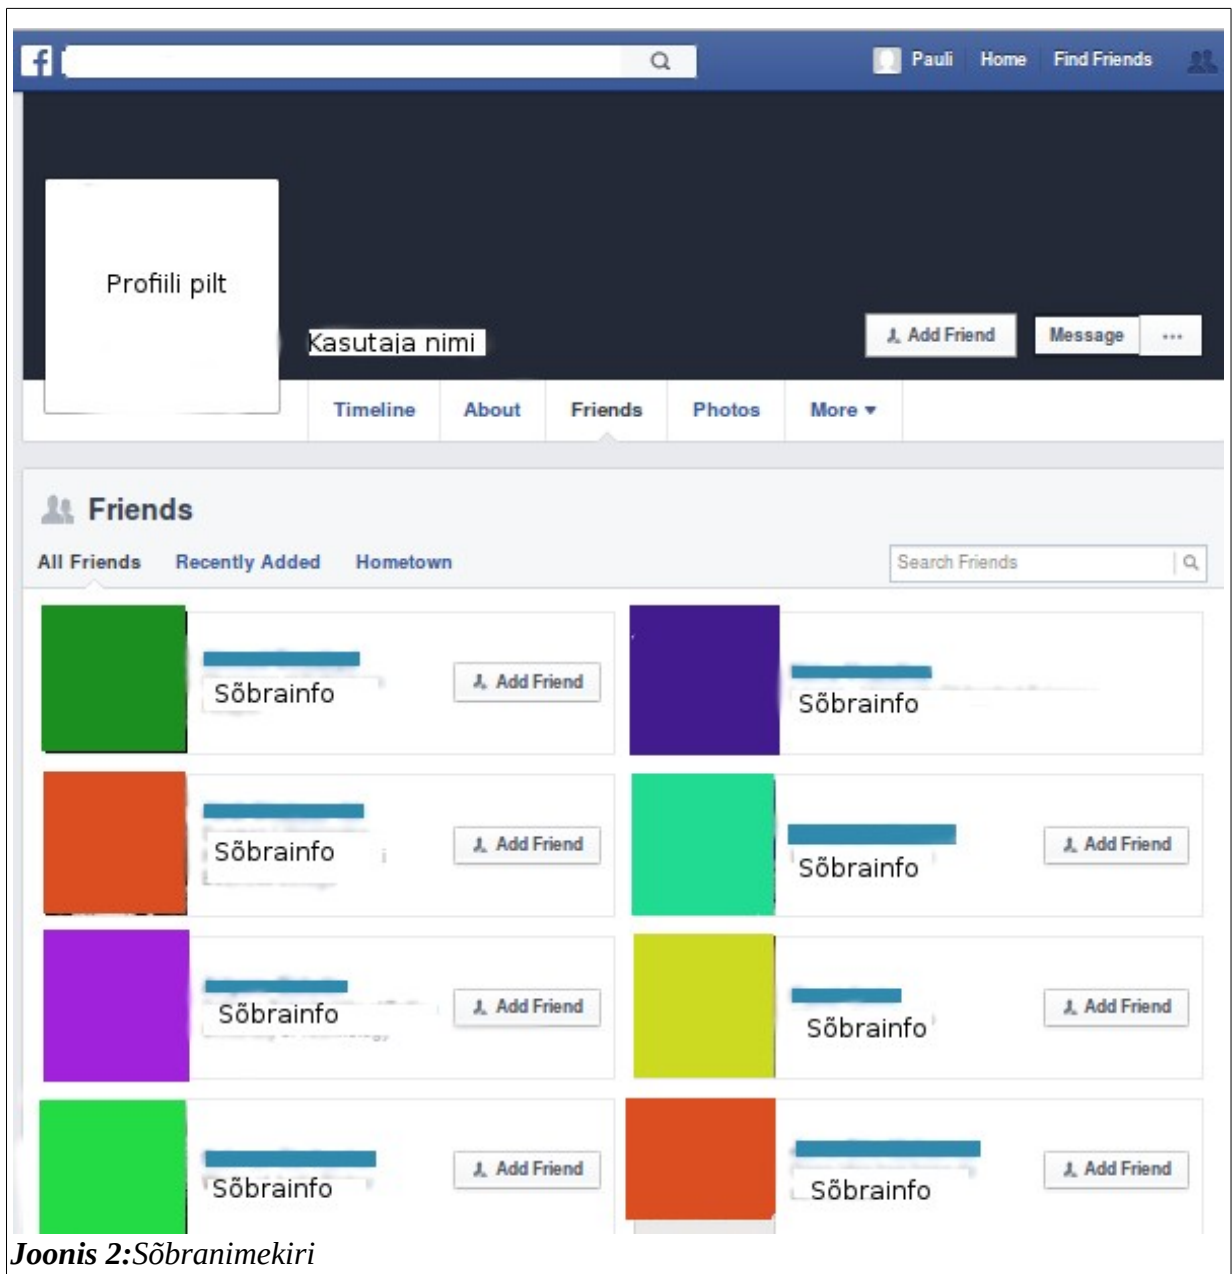 f
Pauli Home Find Friends
Profiili pilt
Kasutaja nimi
Add Friend Message ...
Timeline About Friends Photos More
Friends
All Friends Recently Added Hometown
Search Friends
Sõbrainfo Add Friend
Sõbrainfo
Sõbrainfo Add Friend
Sõbrainfo Add Friend
Sõbrainfo Add Friend
Sõbrainfo Add Friend
Sõbrainfo Add Friend
Sõbrainfo Add Friend
Joonis 2:Sõbranimekiri